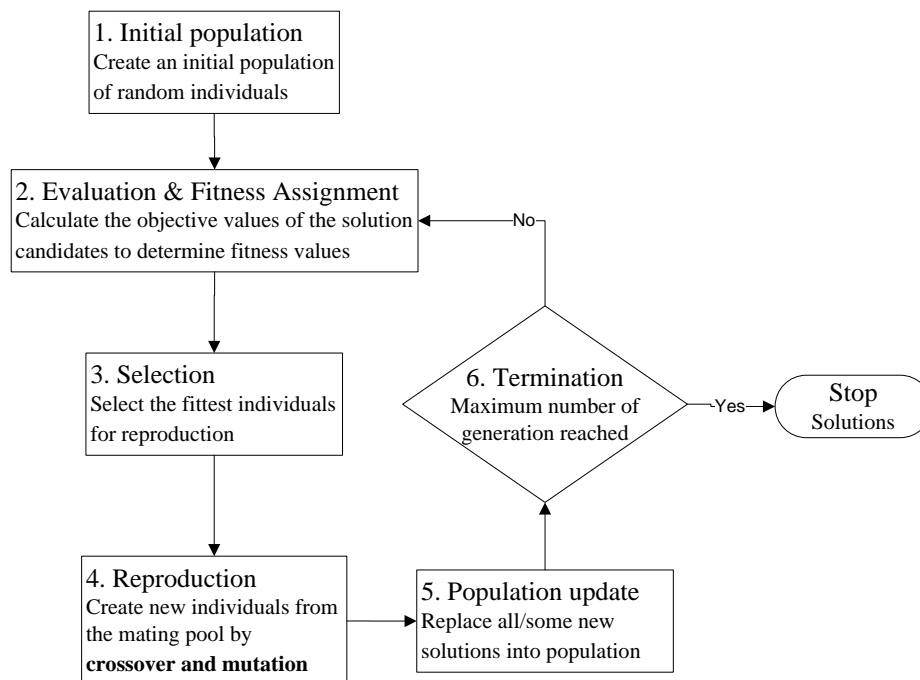 1. Initial population
Create an initial population
of random individuals
2. Evaluation & Fitness Assignment
Calculate the objective values of the solution
candidates to determine fitness values
No
3. Selection
Select the fittest individuals
for reproduction
6. Termination
Maximum number of
generation reached
Yes
Stop
Solutions
4. Reproduction
Create new individuals from
the mating pool by
crossover and mutation
5. Population update
Replace all/some new
solutions into population